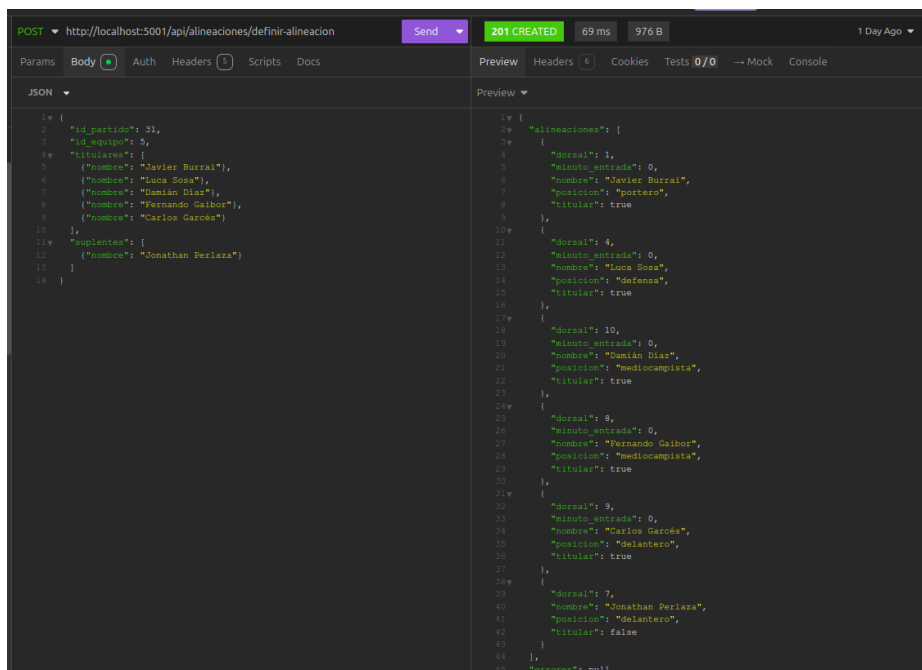 POST http://localhost:5001/api/alineaciones/definir-alineacion Send
Params Body Auth Headers 5 Scripts Docs
JSON
1 {
2 "id_partido": 31,
3 "id_equipo": 5,
4 "titulares": [
5 {"nombre": "Javier Burrai"},
6 {"nombre": "Luca Sosa"},
7 {"nombre": "Damián Díaz"},
8 {"nombre": "Fernando Gaibor"},
9 {"nombre": "Carlos Garcés"}
10 ],
11 "suplentes": [
12 {"nombre": "Jonathan Perlaza"}
13 ]
14 }
201 CREATED 69 ms 976 B 1 Day Ago
Preview Headers 6 Cookies Tests 0 / 0 → Mock Console
Preview
1 {
2 "alineaciones": [
3 {
4 "dorsal": 1,
5 "minuto_entrada": 0,
6 "nombre": "Javier Burrai",
7 "posicion": "portero",
8 "titular": true
9 },
10 {
11 "dorsal": 4,
12 "minuto_entrada": 0,
13 "nombre": "Luca Sosa",
14 "posicion": "defensa",
15 "titular": true
16 },
17 {
18 "dorsal": 10,
19 "minuto_entrada": 0,
20 "nombre": "Damián Díaz",
21 "posicion": "mediocampista",
22 "titular": true
23 },
24 {
25 "dorsal": 8,
26 "minuto_entrada": 0,
27 "nombre": "Fernando Gaibor",
28 "posicion": "mediocampista",
29 "titular": true
30 },
31 {
32 "dorsal": 9,
33 "minuto_entrada": 0,
34 "nombre": "Carlos Garcés",
35 "posicion": "delantero",
36 "titular": true
37 },
38 {
39 "dorsal": 7,
40 "nombre": "Jonathan Perlaza",
41 "posicion": "delantero",
42 "titular": false
43 }
44 ],